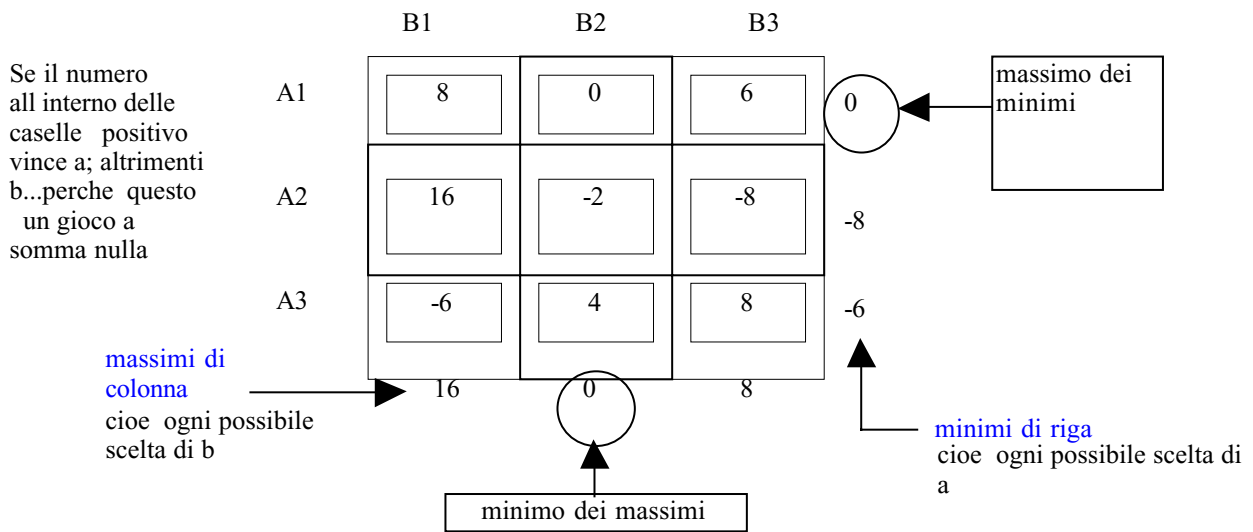 B1 B2 B3
Se il numero
all interno delle
caselle positivo
vince a; altrimenti
b...perche questo
un gioco a
somma nulla
A1 8 0 6 0
massimo dei
minimi
A2 16 -2 -8 -8
A3 -6 4 8 -6
massimi di
colonna
cioe ogni possibile
scelta di b
16 0 8
minimi di riga
cioe ogni possibile scelta di
a
minimo dei massimi